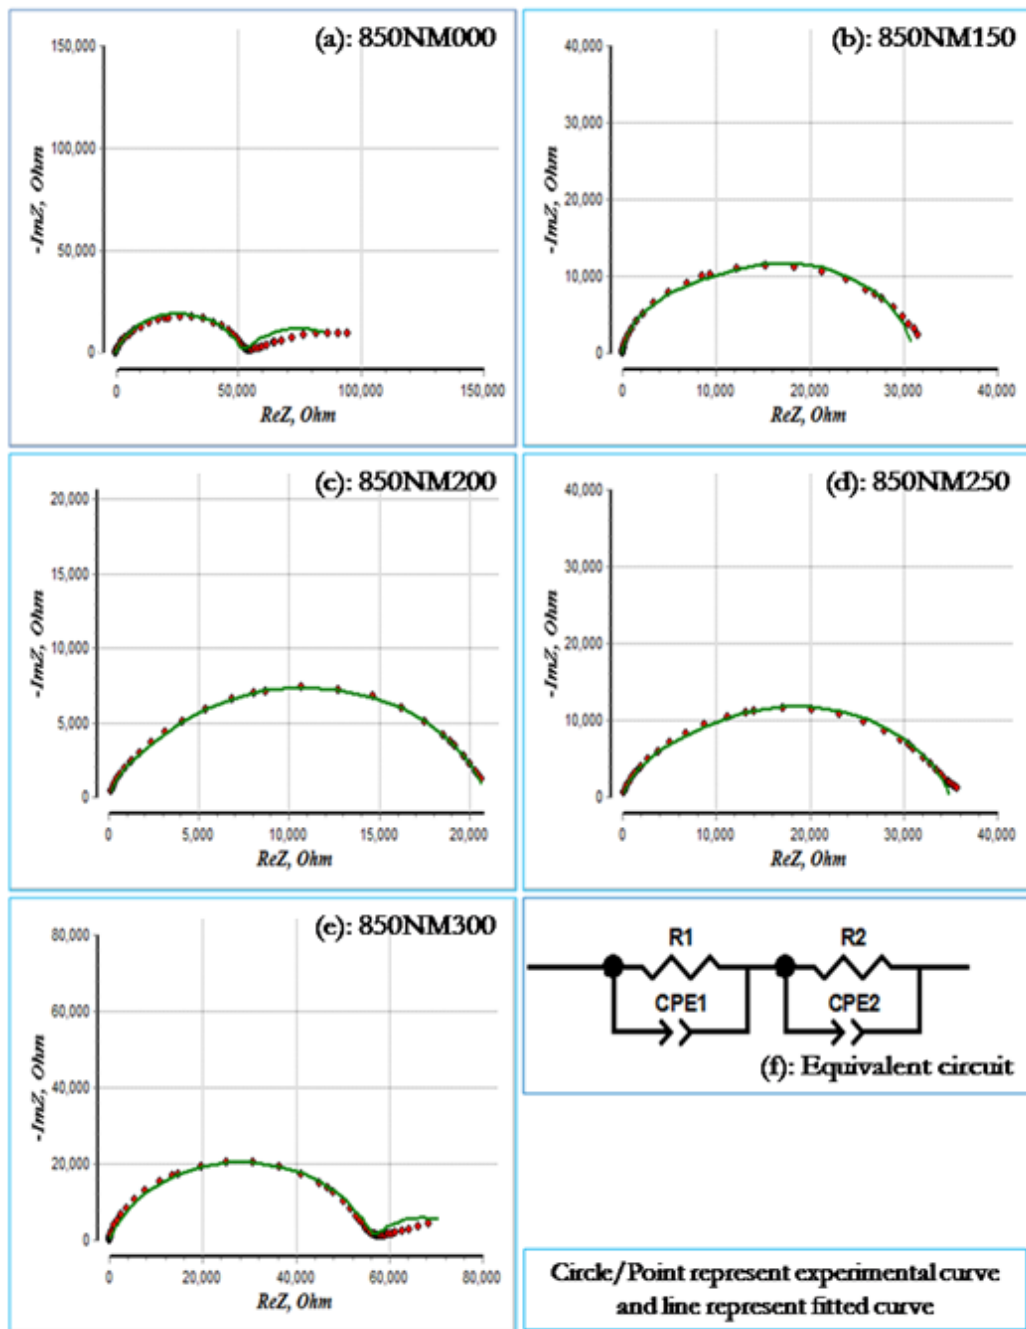 (a): 850NM000
150,000
100,000
50,000
0
-ImZ, Ohm
0 50,000 100,000 150,000
ReZ, Ohm
(b): 850NM150
40,000
30,000
20,000
10,000
0
-ImZ, Ohm
0 10,000 20,000 30,000 40,000
ReZ, Ohm
(c): 850NM200
20,000
15,000
10,000
5,000
0
-ImZ, Ohm
0 5,000 10,000 15,000 20,000
ReZ, Ohm
(d): 850NM250
40,000
30,000
20,000
10,000
0
-ImZ, Ohm
0 10,000 20,000 30,000 40,000
ReZ, Ohm
(e): 850NM300
80,000
60,000
40,000
20,000
0
-ImZ, Ohm
0 20,000 40,000 60,000 80,000
ReZ, Ohm
R1 R2
CPE1 CPE2
(f): Equivalent circuit
Circle/Point represent experimental curve
and line represent fitted curve